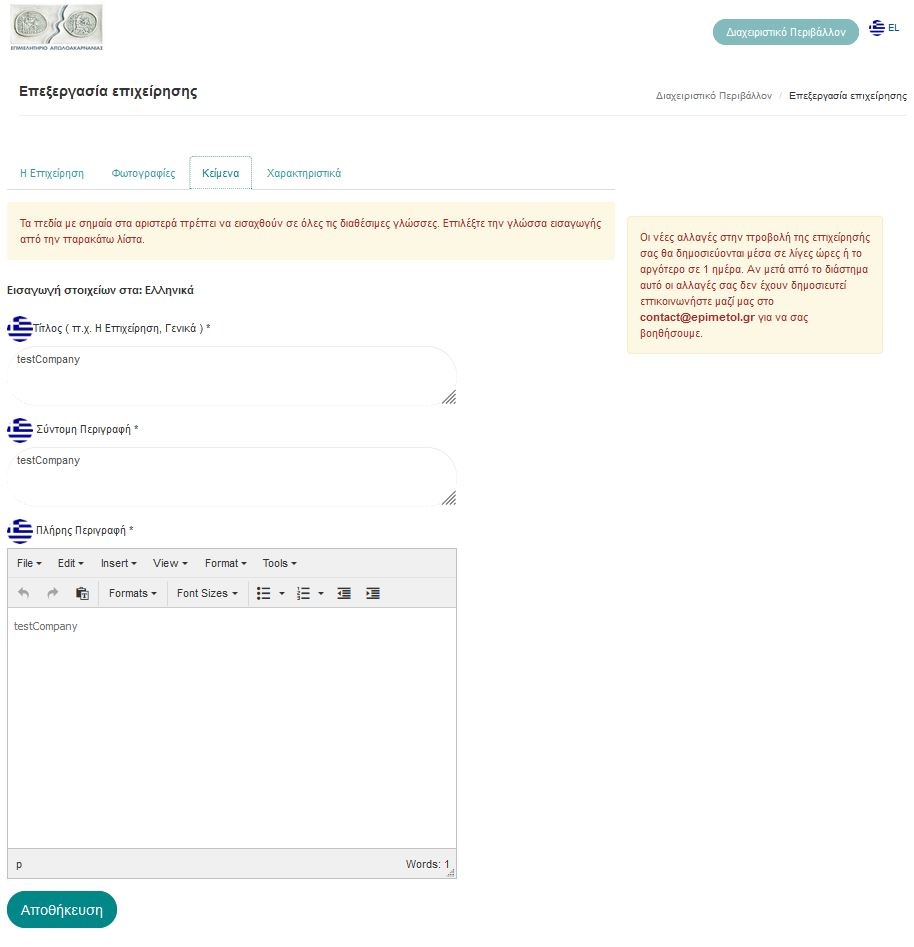 ΕΠΙΜΕΛΗΤΗΡΙΟ ΑΙΤΩΛΟΑΚΑΡΝΑΝΙΑΣ
Διαχειριστικό Περιβάλλον
EL
Επεξεργασία επιχείρησης
Διαχειριστικό Περιβάλλον / Επεξεργασία επιχείρησης
Η Επιχείρηση
Φωτογραφίες
Κείμενα
Χαρακτηριστικά
Τα πεδία με σημαία στα αριστερά πρέπει να εισαχθούν σε όλες τις διαθέσιμες γλώσσες. Επιλέξτε την γλώσσα εισαγωγής
από την παρακάτω λίστα.
Οι νέες αλλαγές στην προβολή της επιχείρησής
σας θα δημοσιεύονται μέσα σε λίγες ώρες ή το
αργότερο σε 1 ημέρα. Αν μετά από το διάστημα
αυτό οι αλλαγές σας δεν έχουν δημοσιευτεί
επικοινωνήστε μαζί μας στο
contact@epimetol.gr για να σας
βοηθήσουμε.
Εισαγωγή στοιχείων στα: Ελληνικά
Τίτλος ( π.χ. Η Επιχείρηση, Γενικά ) *
testCompany
Σύντομη Περιγραφή *
testCompany
Πλήρης Περιγραφή *
File Edit Insert View Format Tools
Formats Font Sizes
testCompany
p
Words: 1
Αποθήκευση